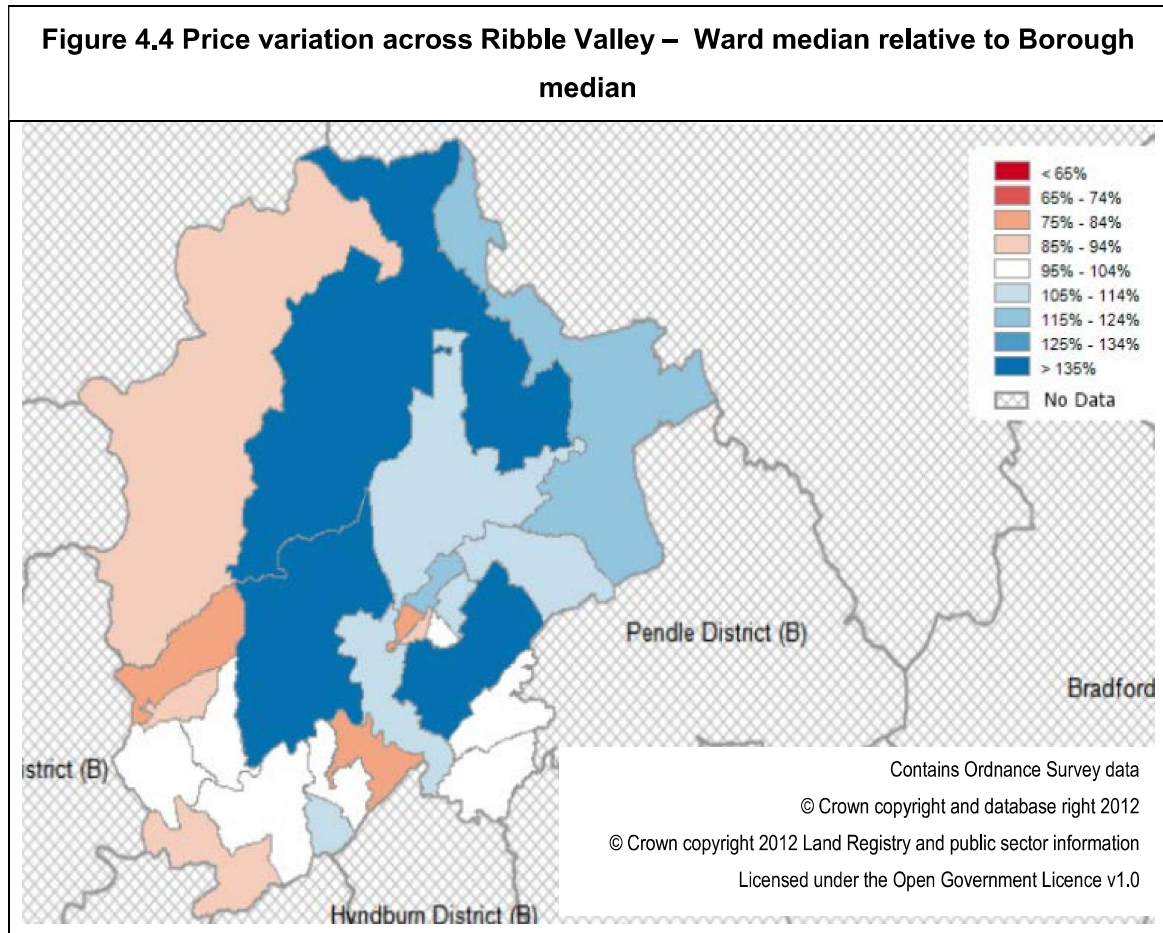 Figure 4.4 Price variation across Ribble Valley – Ward median relative to Borough
median
< 65%
65% - 74%
75% - 84%
85% - 94%
95% - 104%
105% - 114%
115% - 124%
125% - 134%
> 135%
No Data
Pendle District (B)
Bradford
istrict (B)
Contains Ordnance Survey data
© Crown copyright and database right 2012
© Crown copyright 2012 Land Registry and public sector information
Licensed under the Open Government Licence v1.0
Hyndburn District (B)